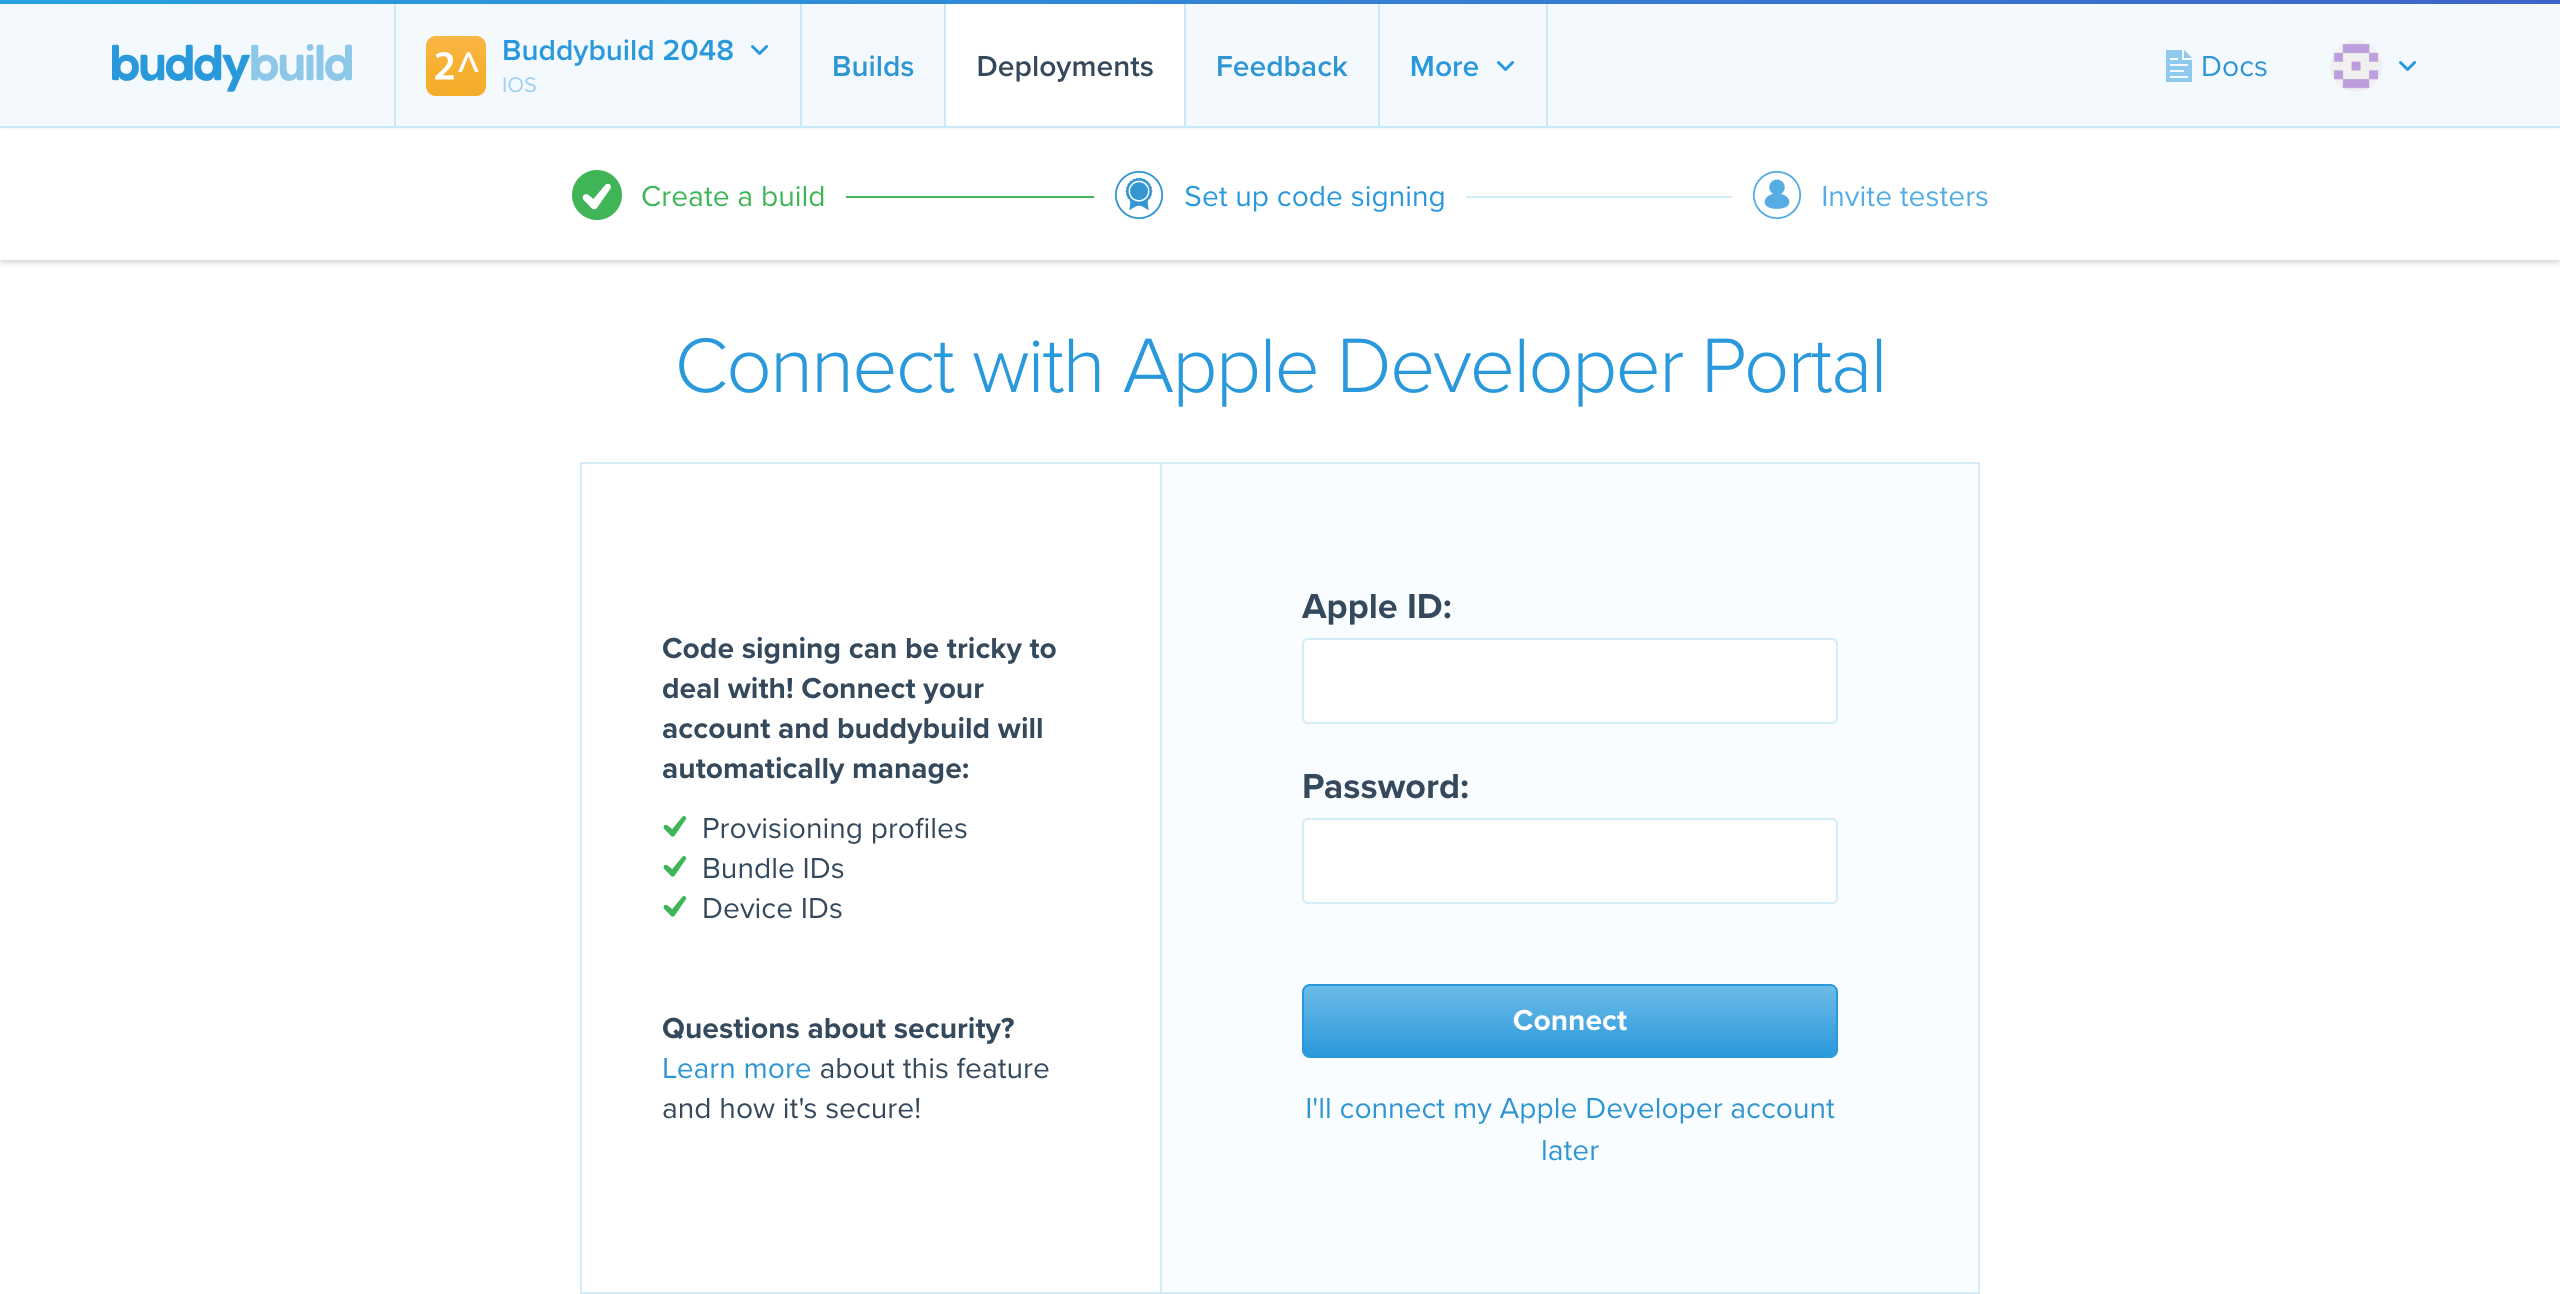 buddybuild
2^
Buddybuild 2048
IOS
Builds
Deployments
Feedback
More
Docs
Create a build
Set up code signing
Invite testers
Connect with Apple Developer Portal
Code signing can be tricky to
deal with! Connect your
account and buddybuild will
automatically manage:
Provisioning profiles
Bundle IDs
Device IDs
Questions about security?
Learn more about this feature
and how it's secure!
Apple ID:
Password:
Connect
I'll connect my Apple Developer account
later